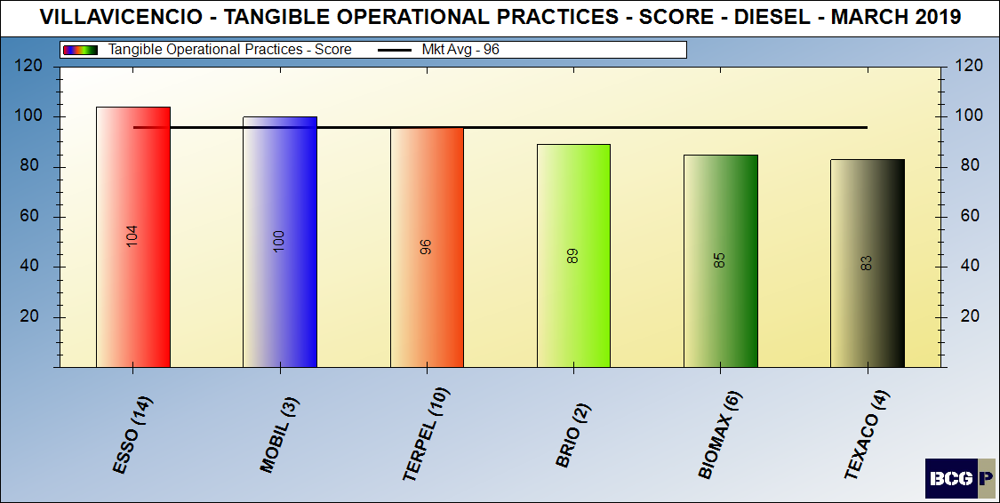 VILLAVICENCIO - TANGIBLE OPERATIONAL PRACTICES - SCORE - DIESEL - MARCH 2019
Tangible Operational Practices - Score Mkt Avg - 96
120 120
100 100
80 80
60 60
40 40
20 20
104 100 96 89 85 83
ESSO (14) MOBIL (3) TERPEL (10) BRIO (2) BIOMAX (6) TEXACO (4)
BCG P